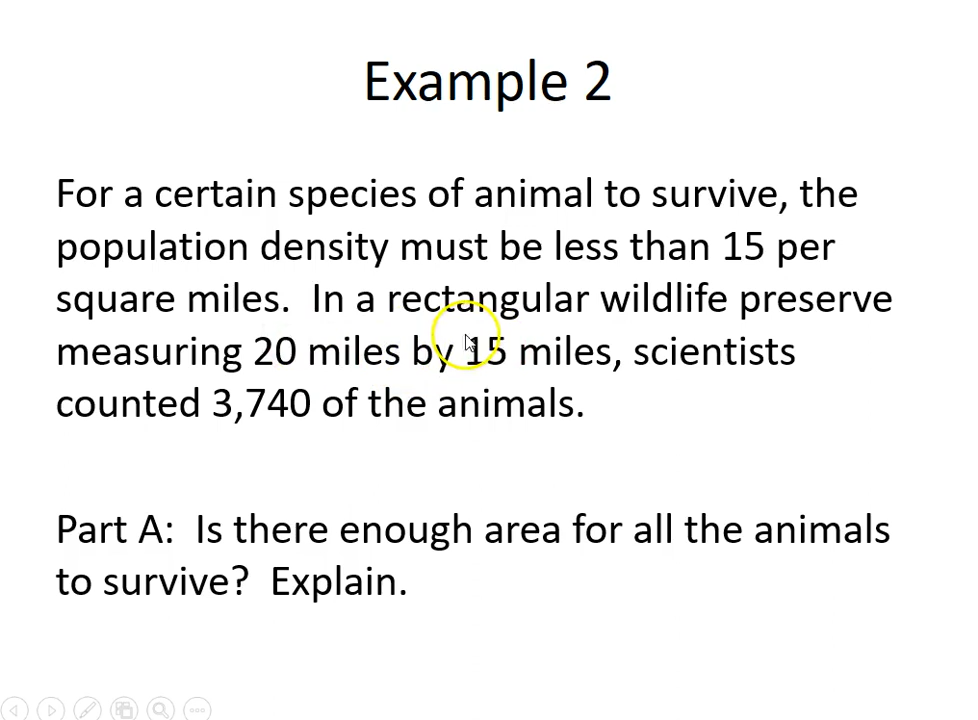 Example 2
For a certain species of animal to survive, the
population density must be less than 15 per
square miles.  In a rectangular wildlife preserve
measuring 20 miles by 15 miles, scientists
counted 3,740 of the animals.
Part A:  Is there enough area for all the animals
to survive?  Explain.